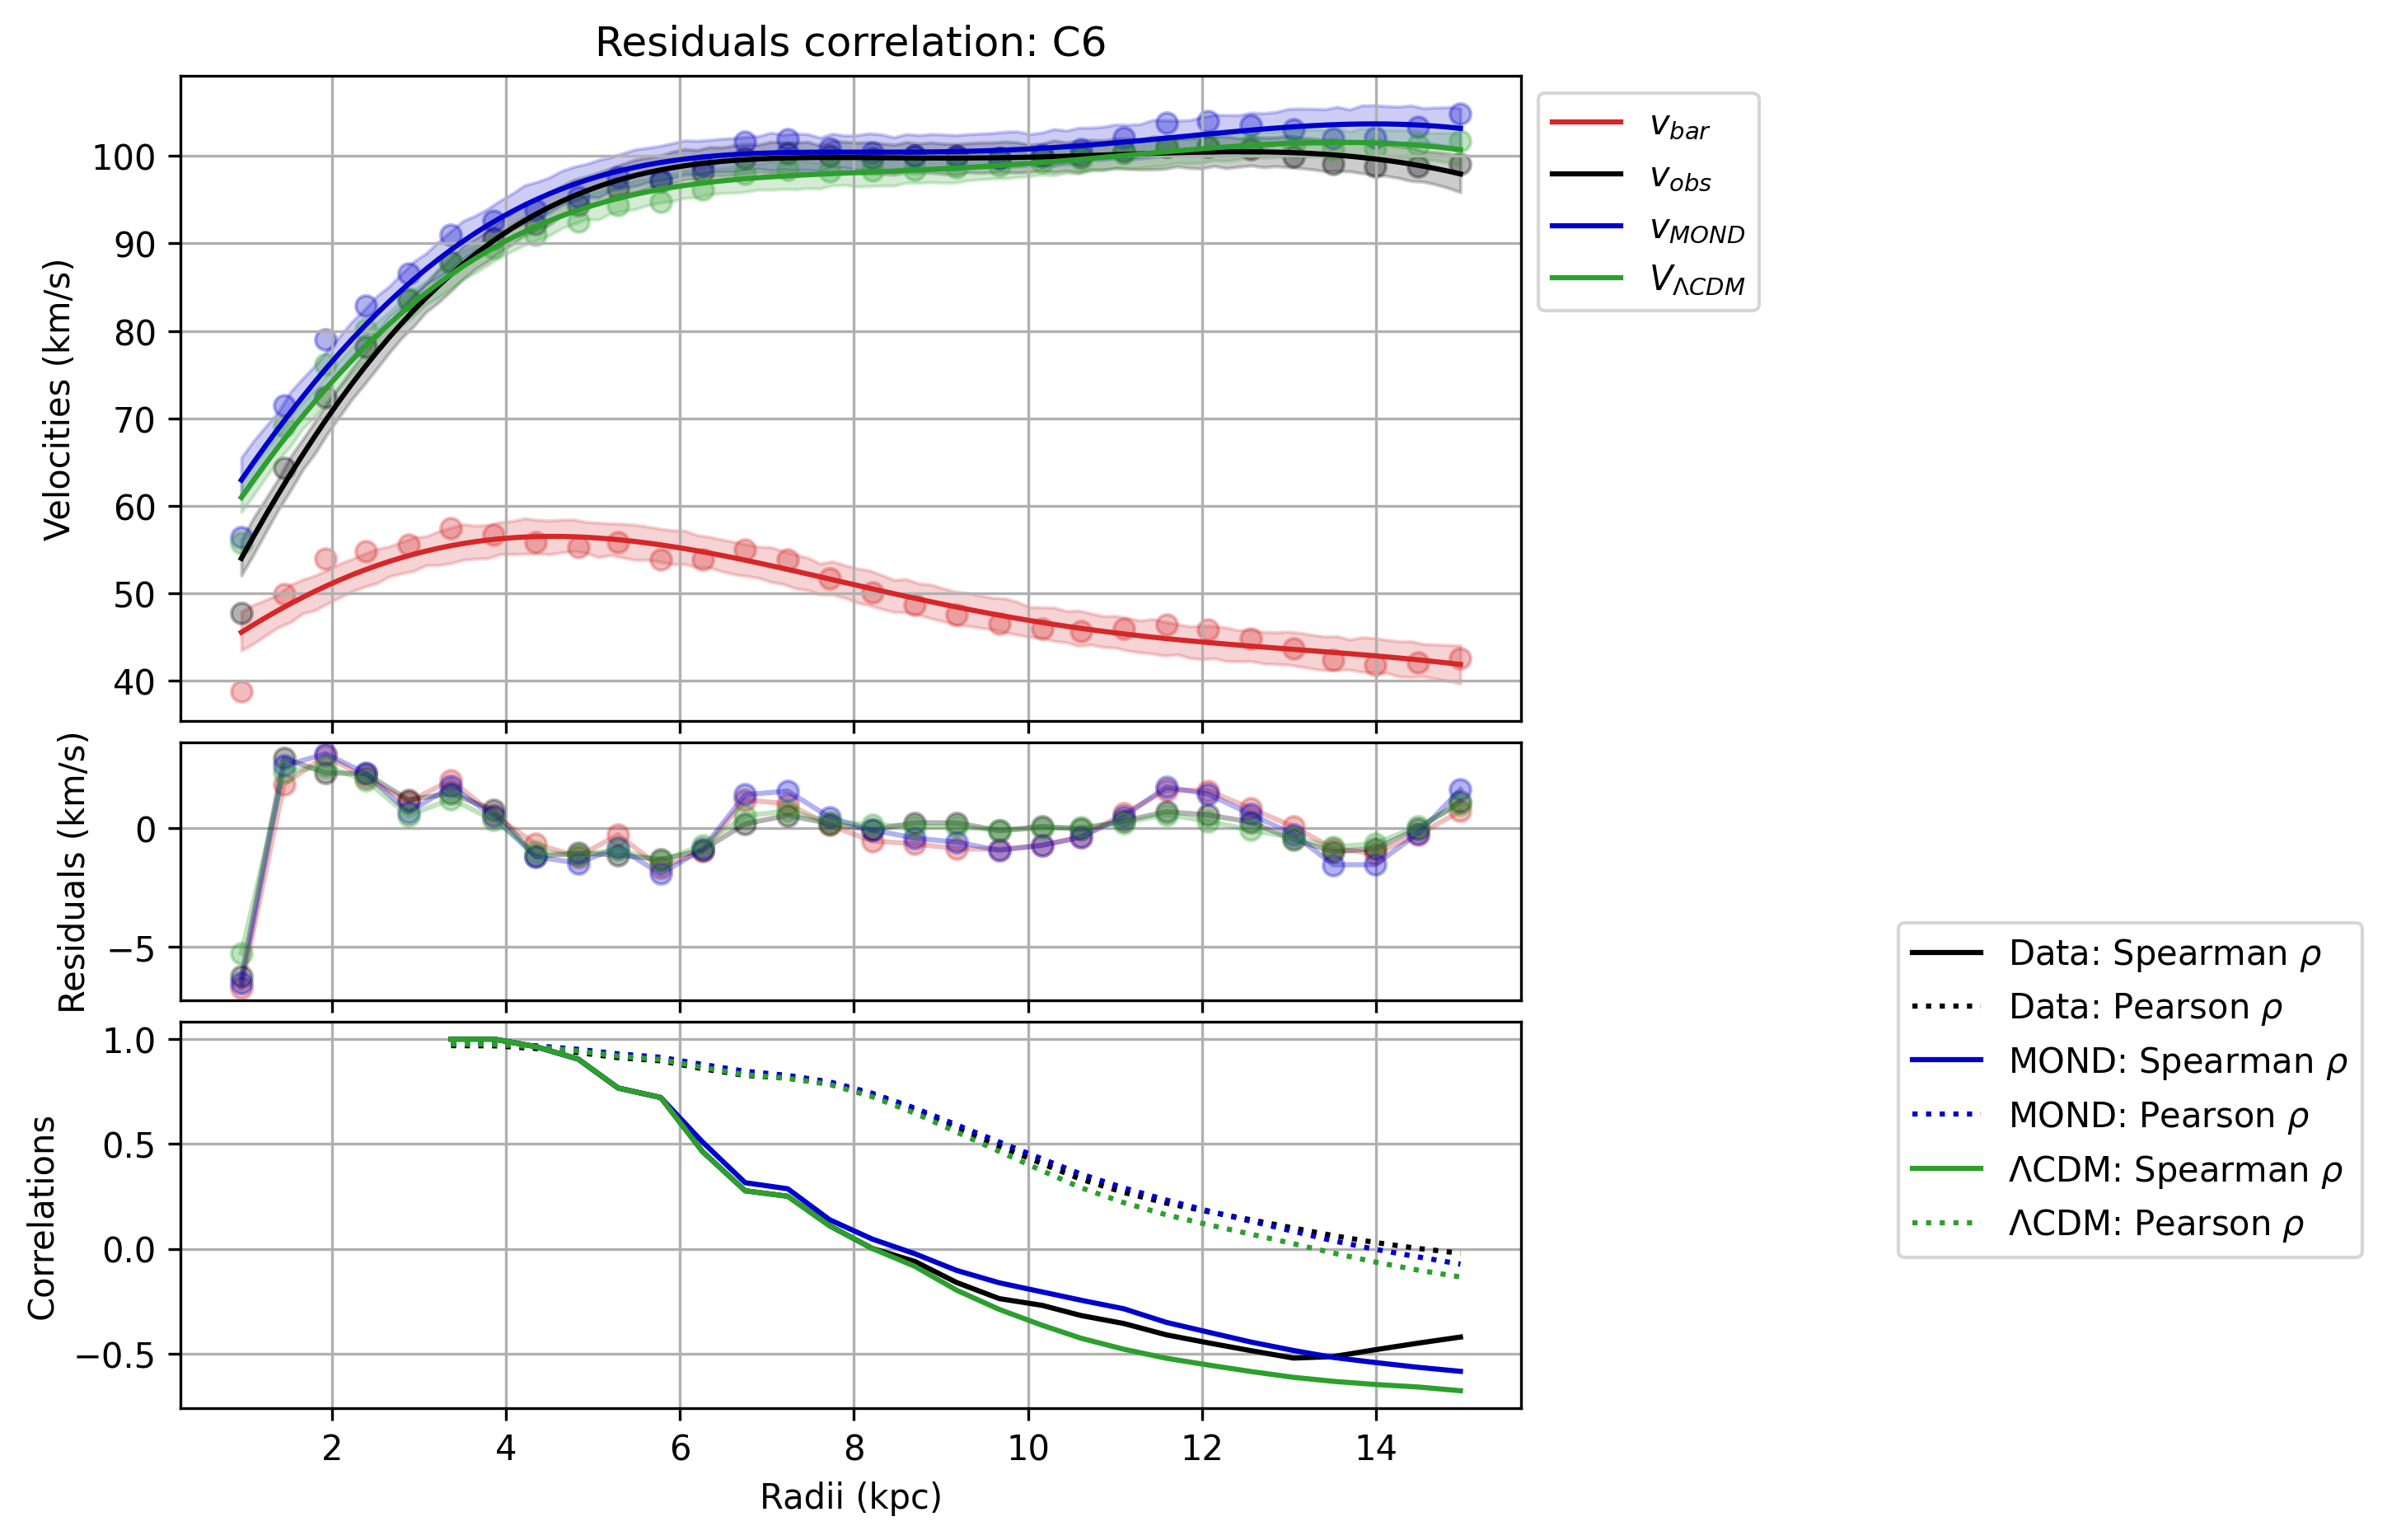 Residuals correlation: C6
Velocities (km/s)
100
90
80
70
60
50
40
v_bar
v_obs
v_MOND
V_ΛCDM
Residuals (km/s)
0
−5
Correlations
1.0
0.5
0.0
−0.5
2 4 6 8 10 12 14
Radii (kpc)
Data: Spearman ρ
Data: Pearson ρ
MOND: Spearman ρ
MOND: Pearson ρ
ΛCDM: Spearman ρ
ΛCDM: Pearson ρ